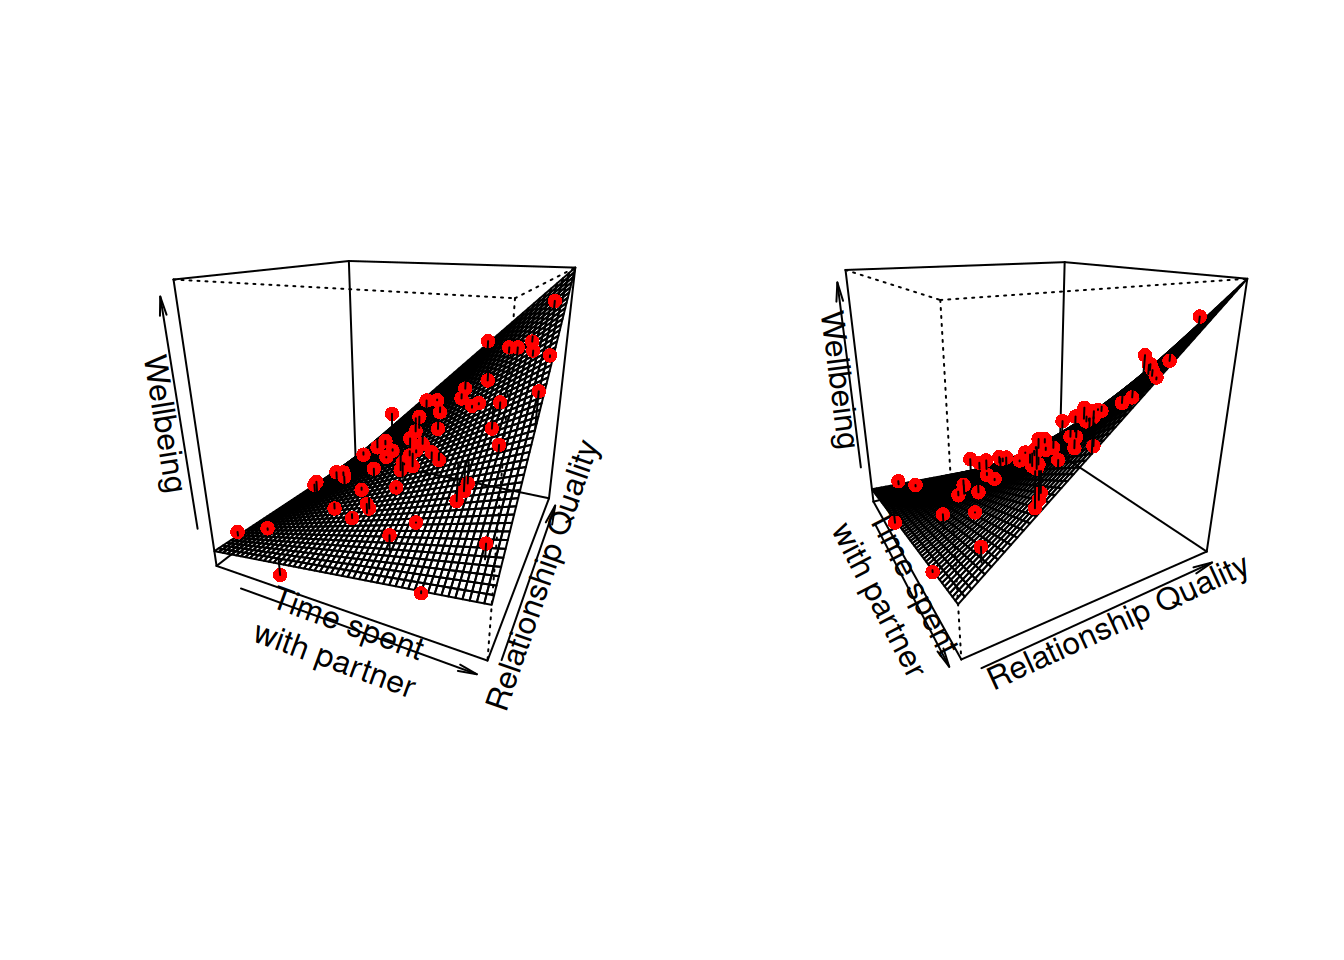 Wellbeing
Time spent
with partner
Relationship Quality
Wellbeing
Time spent
with partner
Relationship Quality